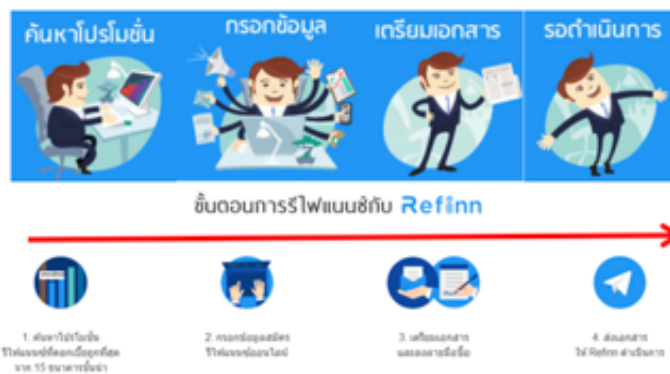 ค้นหาโปรโมชั่น
กรอกข้อมูล
เตรียมเอกสาร
รอดำเนินการ
ขั้นตอนการรีไฟแนนซ์กับ Refinn
1. ค้นหาโปรโมชั่น
รีไฟแนนซ์ที่ดอกเบี้ยถูกที่สุด
จาก 15 ธนาคารชั้นนำ
2. กรอกข้อมูลสมัคร
รีไฟแนนซ์ออนไลน์
3. เตรียมเอกสาร
และลงลายมือชื่อ
4. ส่งเอกสาร
ให้ Refinn ดำเนินการ